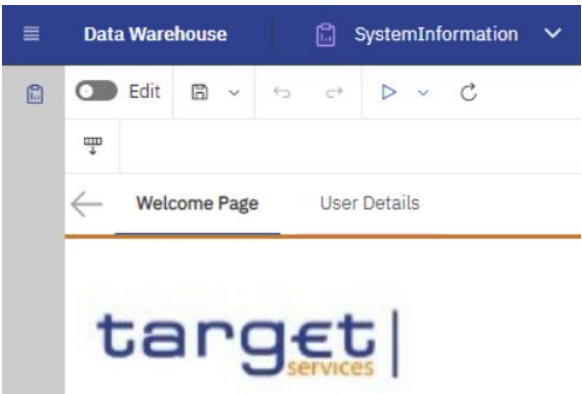 Data Warehouse SystemInformation
Edit
Welcome Page User Details
target
services